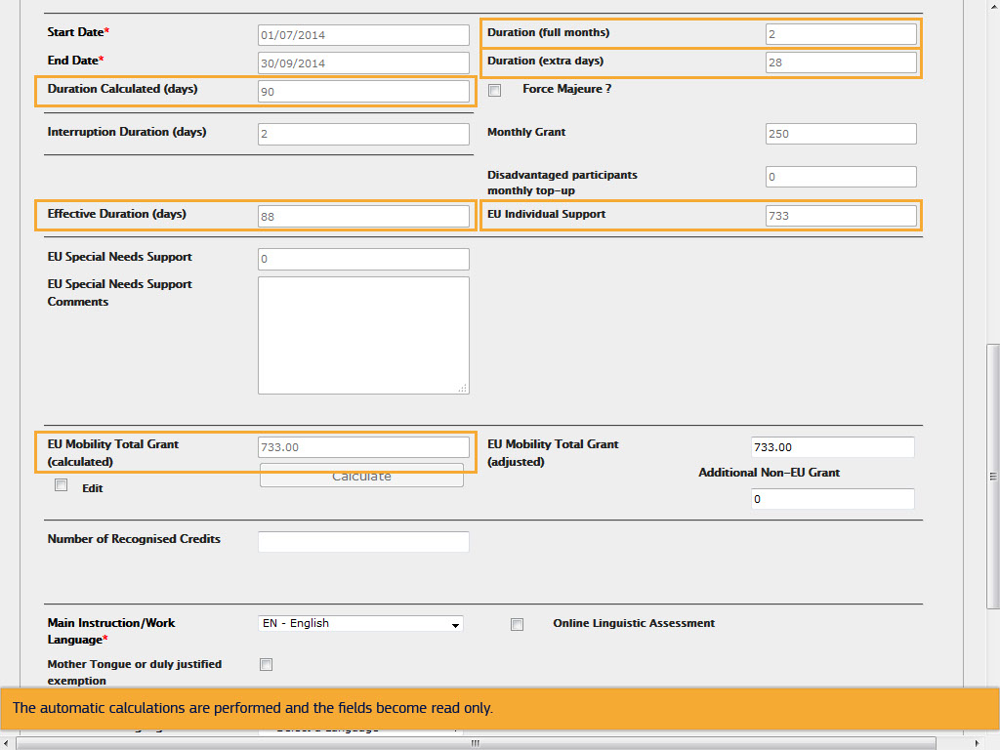 Start Date*
01/07/2014
Duration (full months)
2
End Date*
30/09/2014
Duration (extra days)
28
Duration Calculated (days)
90
Force Majeure ?
Interruption Duration (days)
2
Monthly Grant
250
Disadvantaged participants
monthly top-up
0
Effective Duration (days)
88
EU Individual Support
733
EU Special Needs Support
0
EU Special Needs Support
Comments
EU Mobility Total Grant
(calculated)
733.00
EU Mobility Total Grant
(adjusted)
733.00
Calculate
Edit
Additional Non-EU Grant
0
Number of Recognised Credits
Main Instruction/Work
Language*
EN - English
Online Linguistic Assessment
Mother Tongue or duly justified
exemption
The automatic calculations are performed and the fields become read only.